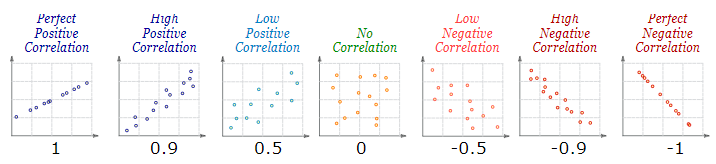 Perfect
Positive
Correlation
1
High
Positive
Correlation
0.9
Low
Positive
Correlation
0.5
No
Correlation
0
Low
Negative
Correlation
-0.5
High
Negative
Correlation
-0.9
Perfect
Negative
Correlation
-1